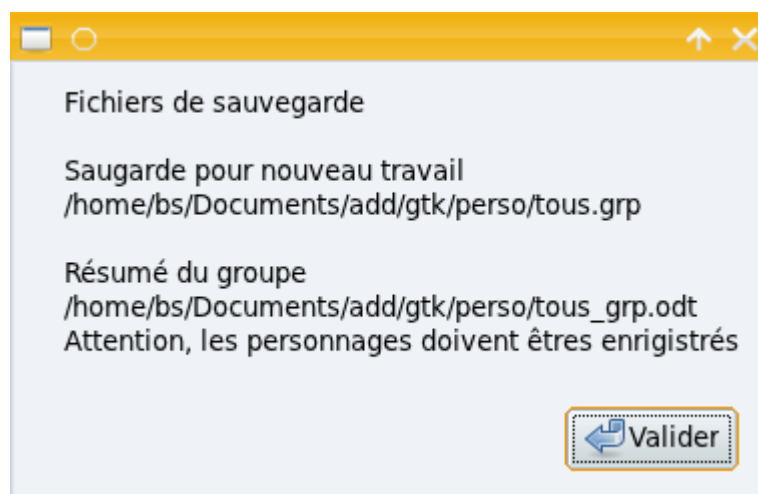 Fichiers de sauvegarde
Saugarde pour nouveau travail
/home/bs/Documents/add/gtk/perso/tous.grp
Résumé du groupe
/home/bs/Documents/add/gtk/perso/tous_grp.odt
Attention, les personnages doivent êtres enrigistrés
Valider